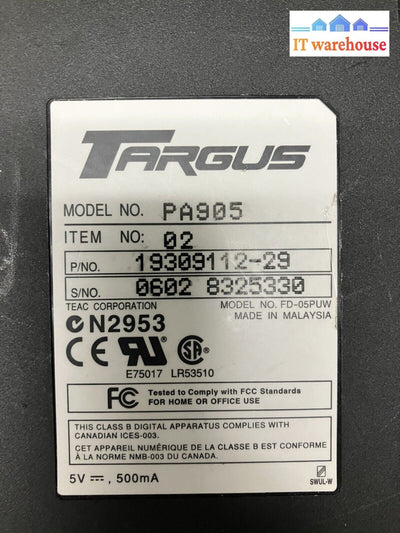 IT warehouse
TARGUS
MODEL NO. PA905
ITEM NO: 02
P/NO. 19309112-29
S/NO. 0602 8325330
TEAC CORPORATION MODEL NO. FD-05PUW
N2953 MADE IN MALAYSIA
E75017 LR53510
FC Tested to Comply with FCC Standards
FOR HOME OR OFFICE USE
THIS CLASS B DIGITAL APPARATUS COMPLIES WITH
CANADIAN ICES-003.
CET APPAREIL NUMÉRIQUE DE LA CLASSE B EST CONFORME
À LA NORME NMB-003 DU CANADA.
5V ⎓, 500mA SWUL-W